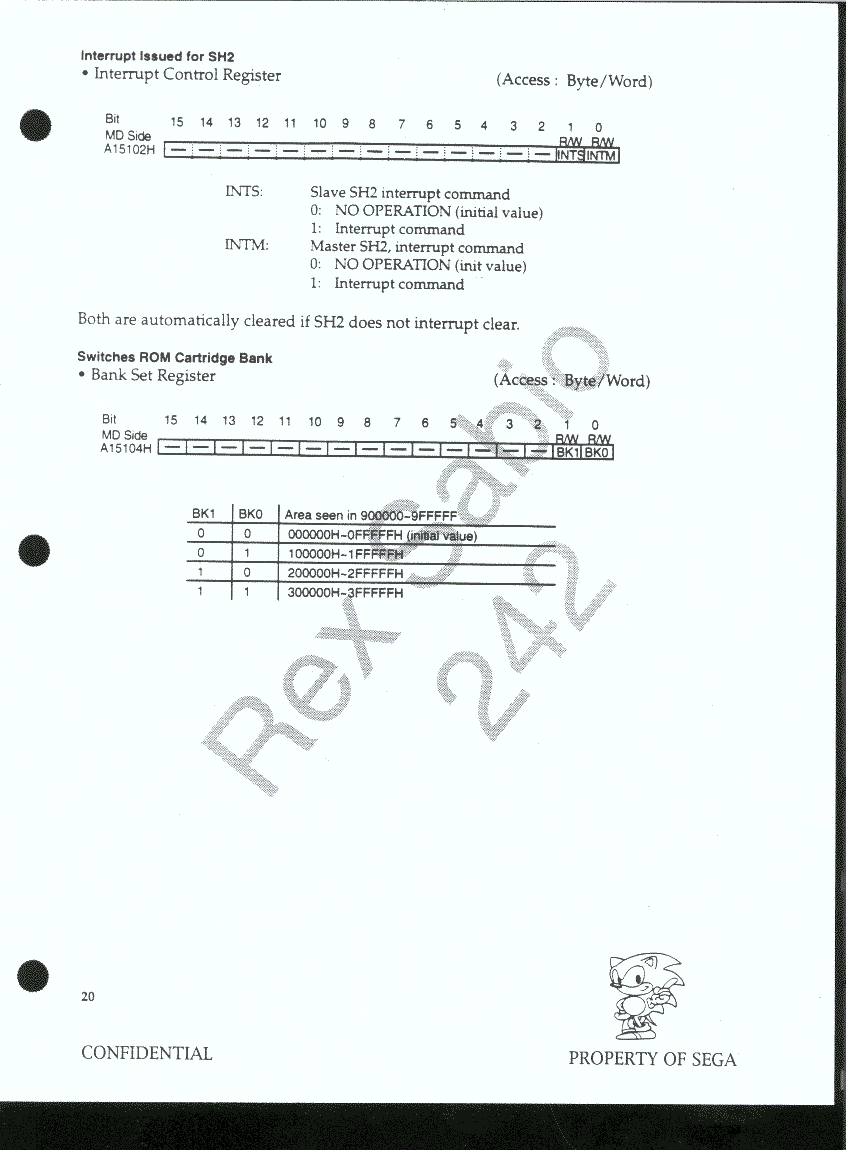 Interrupt Issued for SH2
• Interrupt Control Register (Access : Byte/Word)
Bit 15 14 13 12 11 10 9 8 7 6 5 4 3 2 1 0
MD Side R/W R/W
A15102H — — — — — — — — — — — — — — INTS INTM
INTS: Slave SH2 interrupt command
0: NO OPERATION (initial value)
1: Interrupt command
INTM: Master SH2, interrupt command
0: NO OPERATION (init value)
1: Interrupt command
Both are automatically cleared if SH2 does not interrupt clear.
Switches ROM Cartridge Bank
• Bank Set Register (Access : Byte/Word)
Bit 15 14 13 12 11 10 9 8 7 6 5 4 3 2 1 0
MD Side R/W R/W
A15104H — — — — — — — — — — — — — — BK1 BK0
BK1 BK0 Area seen in 900000~9FFFFF
0 0 000000H~0FFFFFH (initial value)
0 1 100000H~1FFFFFH
1 0 200000H~2FFFFFH
1 1 300000H~3FFFFFH
Rex Sabio
242
20
CONFIDENTIAL PROPERTY OF SEGA